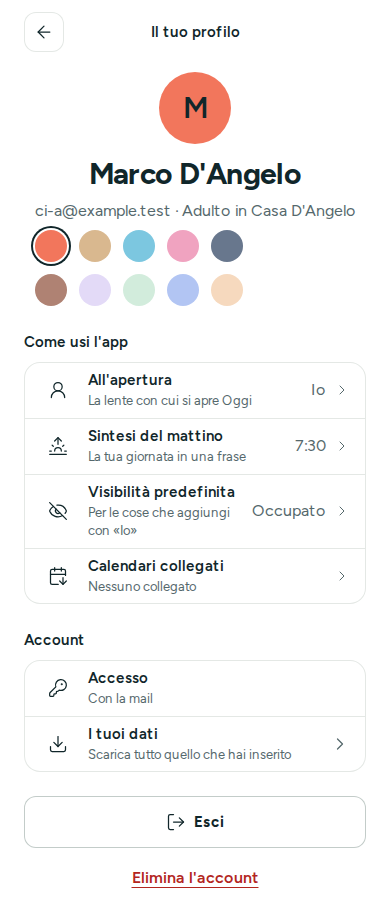 Il tuo profilo
M
Marco D'Angelo
ci-a@example.test · Adulto in Casa D'Angelo
Come usi l'app
All'apertura
La lente con cui si apre Oggi
Io
Sintesi del mattino
La tua giornata in una frase
7:30
Visibilità predefinita
Per le cose che aggiungi
con «Io»
Occupato
Calendari collegati
Nessuno collegato
Account
Accesso
Con la mail
I tuoi dati
Scarica tutto quello che hai inserito
Esci
Elimina l'account